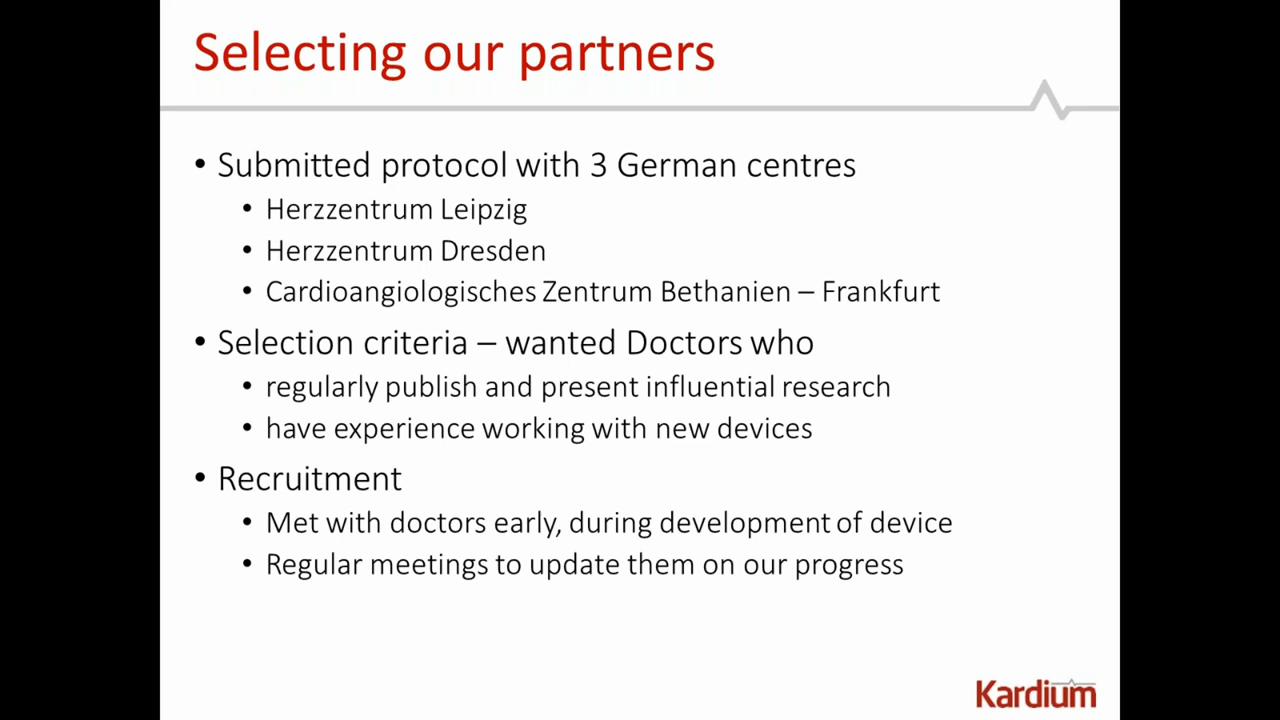 Selecting our partners
• Submitted protocol with 3 German centres
• Herzzentrum Leipzig
• Herzzentrum Dresden
• Cardioangiologisches Zentrum Bethanien – Frankfurt
• Selection criteria – wanted Doctors who
• regularly publish and present influential research
• have experience working with new devices
• Recruitment
• Met with doctors early, during development of device
• Regular meetings to update them on our progress
Kardium